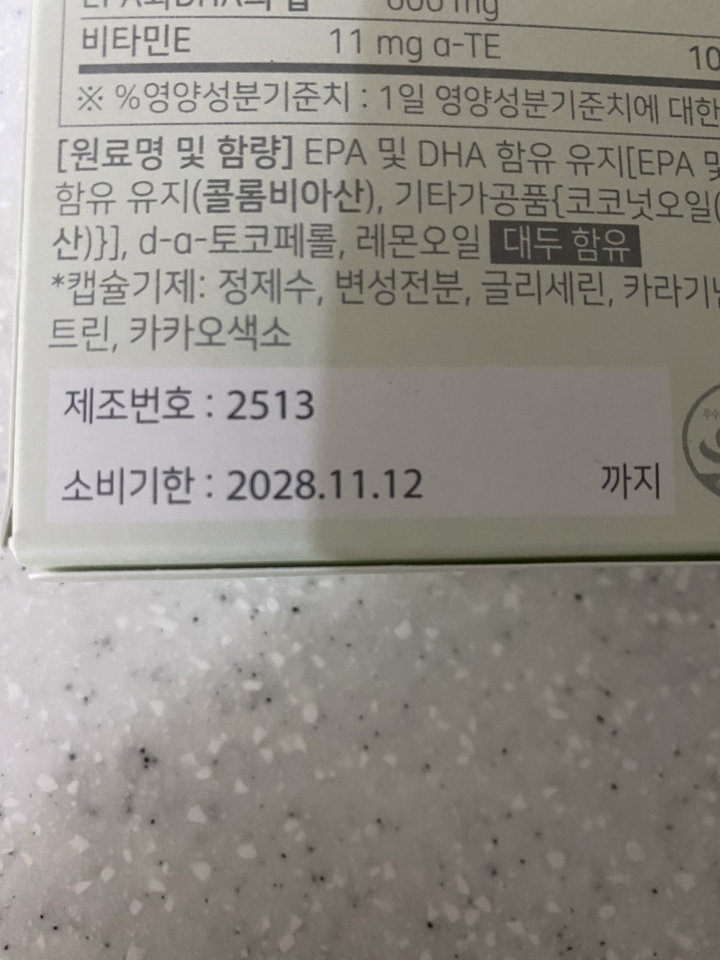 비타민E 11 mg α-TE 10
※ %영양성분기준치 : 1일 영양성분기준치에 대한
[원료명 및 함량] EPA 및 DHA 함유 유지[EPA 및
함유 유지(콜롬비아산), 기타가공품{코코넛오일(
산)}], d-α-토코페롤, 레몬오일 대두 함유
*캡슐기제: 정제수, 변성전분, 글리세린, 카라기
트린, 카카오색소
제조번호 : 2513
소비기한 : 2028.11.12 까지